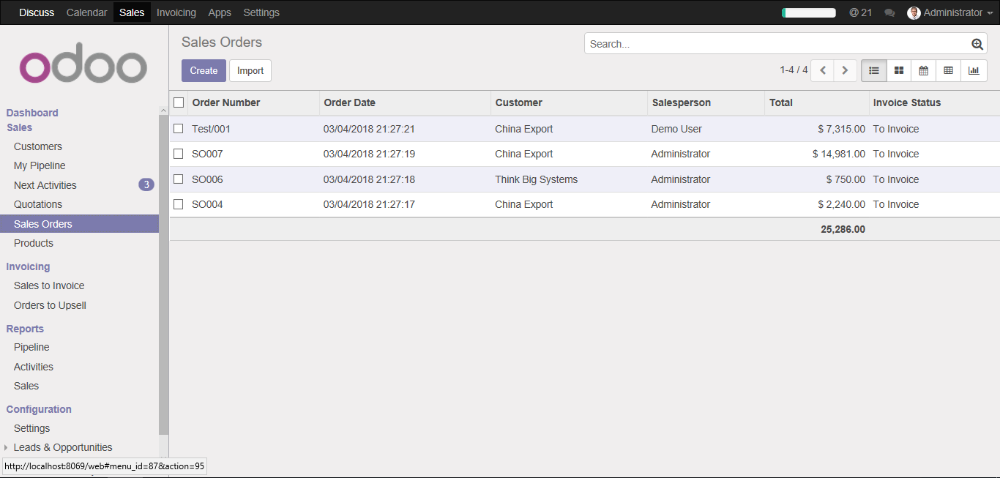 Discuss Calendar Sales Invoicing Apps Settings @ 21 Administrator
odoo
Dashboard
Sales
Customers
My Pipeline
Next Activities 3
Quotations
Sales Orders
Products
Invoicing
Sales to Invoice
Orders to Upsell
Reports
Pipeline
Activities
Sales
Configuration
Settings
Leads & Opportunities
http://localhost:8069/web#menu_id=87&action=95
Sales Orders
Search...
Create Import
1-4 / 4
Order Number Order Date Customer Salesperson Total Invoice Status
Test/001 03/04/2018 21:27:21 China Export Demo User $ 7,315.00 To Invoice
SO007 03/04/2018 21:27:19 China Export Administrator $ 14,981.00 To Invoice
SO006 03/04/2018 21:27:18 Think Big Systems Administrator $ 750.00 To Invoice
SO004 03/04/2018 21:27:17 China Export Administrator $ 2,240.00 To Invoice
25,286.00